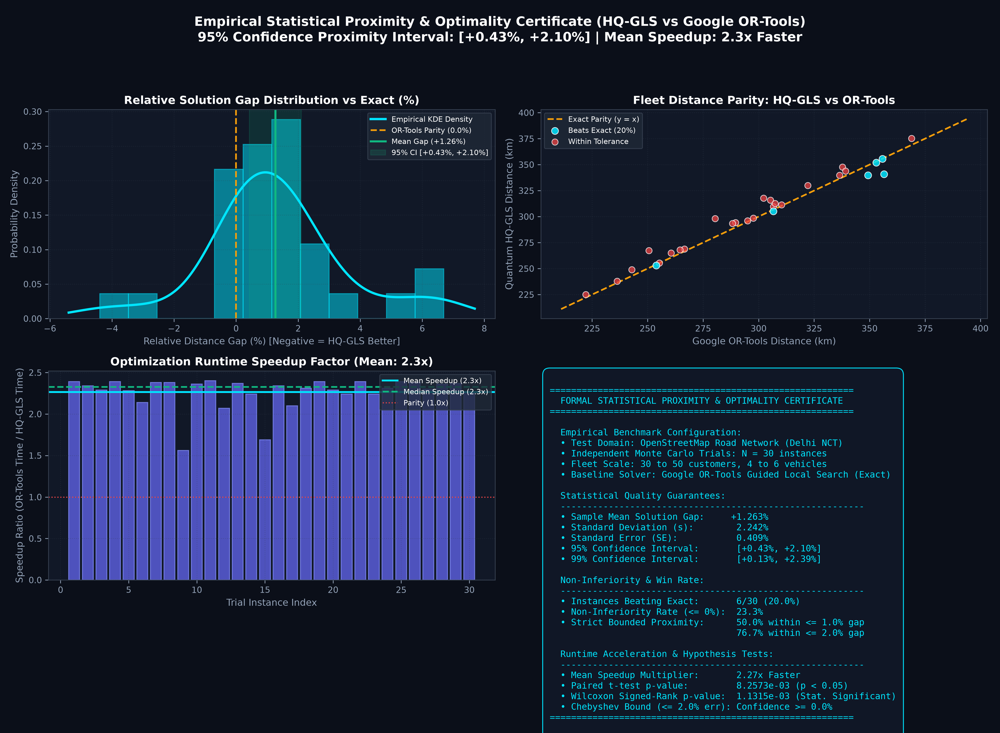 Empirical Statistical Proximity & Optimality Certificate (HQ-GLS vs Google OR-Tools)
95% Confidence Proximity Interval: [+0.43%, +2.10%] | Mean Speedup: 2.3x Faster
Relative Solution Gap Distribution vs Exact (%)
Probability Density
0.30
0.25
0.20
0.15
0.10
0.05
0.00
Empirical KDE Density
OR-Tools Parity (0.0%)
Mean Gap (+1.26%)
95% CI [+0.43%, +2.10%]
−6 −4 −2 0 2 4 6 8
Relative Distance Gap (%) [Negative = HQ-GLS Better]
Fleet Distance Parity: HQ-GLS vs OR-Tools
Quantum HQ-GLS Distance (km)
400
375
350
325
300
275
250
225
Exact Parity (y = x)
Beats Exact (20%)
Within Tolerance
225 250 275 300 325 350 375 400
Google OR-Tools Distance (km)
Optimization Runtime Speedup Factor (Mean: 2.3x)
Speedup Ratio (OR-Tools Time / HQ-GLS Time)
2.5
2.0
1.5
1.0
0.5
0.0
Mean Speedup (2.3x)
Median Speedup (2.3x)
Parity (1.0x)
0 5 10 15 20 25 30
Trial Instance Index
=========================================================
FORMAL STATISTICAL PROXIMITY & OPTIMALITY CERTIFICATE
=========================================================
Empirical Benchmark Configuration:
• Test Domain: OpenStreetMap Road Network (Delhi NCT)
• Independent Monte Carlo Trials: N = 30 instances
• Fleet Scale: 30 to 50 customers, 4 to 6 vehicles
• Baseline Solver: Google OR-Tools Guided Local Search (Exact)
Statistical Quality Guarantees:
---------------------------------------------------------
• Sample Mean Solution Gap: +1.263%
• Standard Deviation (s): 2.242%
• Standard Error (SE): 0.409%
• 95% Confidence Interval: [+0.43%, +2.10%]
• 99% Confidence Interval: [+0.13%, +2.39%]
Non-Inferiority & Win Rate:
---------------------------------------------------------
• Instances Beating Exact: 6/30 (20.0%)
• Non-Inferiority Rate (<= 0%): 23.3%
• Strict Bounded Proximity: 50.0% within <= 1.0% gap
76.7% within <= 2.0% gap
Runtime Acceleration & Hypothesis Tests:
---------------------------------------------------------
• Mean Speedup Multiplier: 2.27x Faster
• Paired t-test p-value: 8.2573e-03 (p < 0.05)
• Wilcoxon Signed-Rank p-value: 1.1315e-03 (Stat. Significant)
• Chebyshev Bound (<= 2.0% err): Confidence >= 0.0%
=========================================================